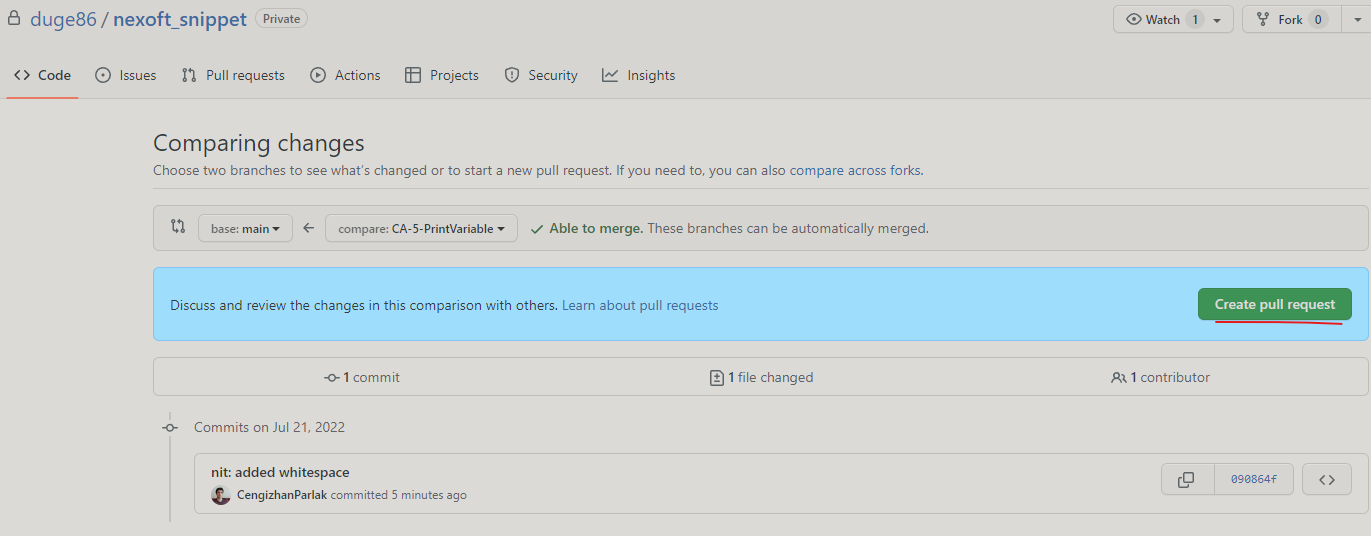 duge86 / nexoft_snippet Private Watch 1 Fork 0
Code Issues Pull requests Actions Projects Security Insights
Comparing changes
Choose two branches to see what's changed or to start a new pull request. If you need to, you can also compare across forks.
base: main compare: CA-5-PrintVariable Able to merge. These branches can be automatically merged.
Discuss and review the changes in this comparison with others. Learn about pull requests Create pull request
1 commit 1 file changed 1 contributor
Commits on Jul 21, 2022
nit: added whitespace
CengizhanParlak committed 5 minutes ago 090864f